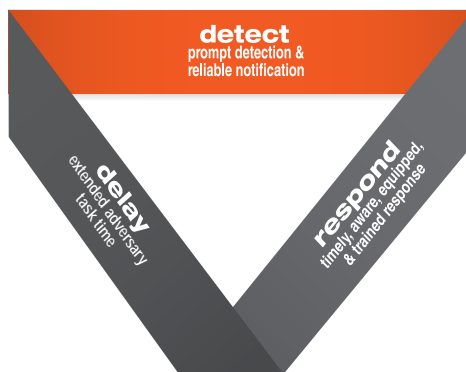 detect
prompt detection &
reliable notification
delay
extended adversary
task time
respond
timely, aware, equipped,
& trained response